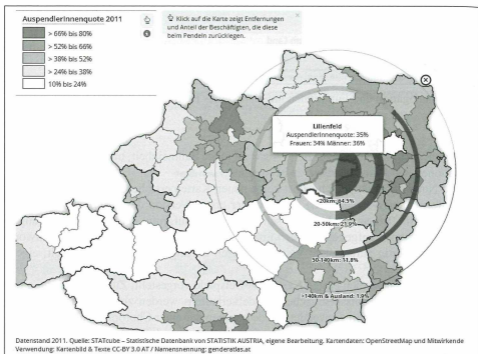 AuspendlerInnenquote 2011
> 66% bis 80%
> 52% bis 66%
> 38% bis 52%
> 24% bis 38%
10% bis 24%
Klick auf die Karte zeigt Entfernungen
und Anteil der Beschäftigten, die diese
beim Pendeln zurücklegen.
Lilienfeld
AuspendlerInnenquote: 35%
Frauen: 34% Männer: 36%
<20km: 64,5%
20-50km: 21,9%
50-140km: 11,8%
>140km & Ausland: 1,9%
Datenstand 2011. Quelle: STATcube – Statistische Datenbank von STATISTIK AUSTRIA, eigene Bearbeitung. Kartendaten: OpenStreetMap und Mitwirkende
Verwendung: Kartenbild & Texte CC-BY 3.0 AT / Namensnennung: genderatlas.at